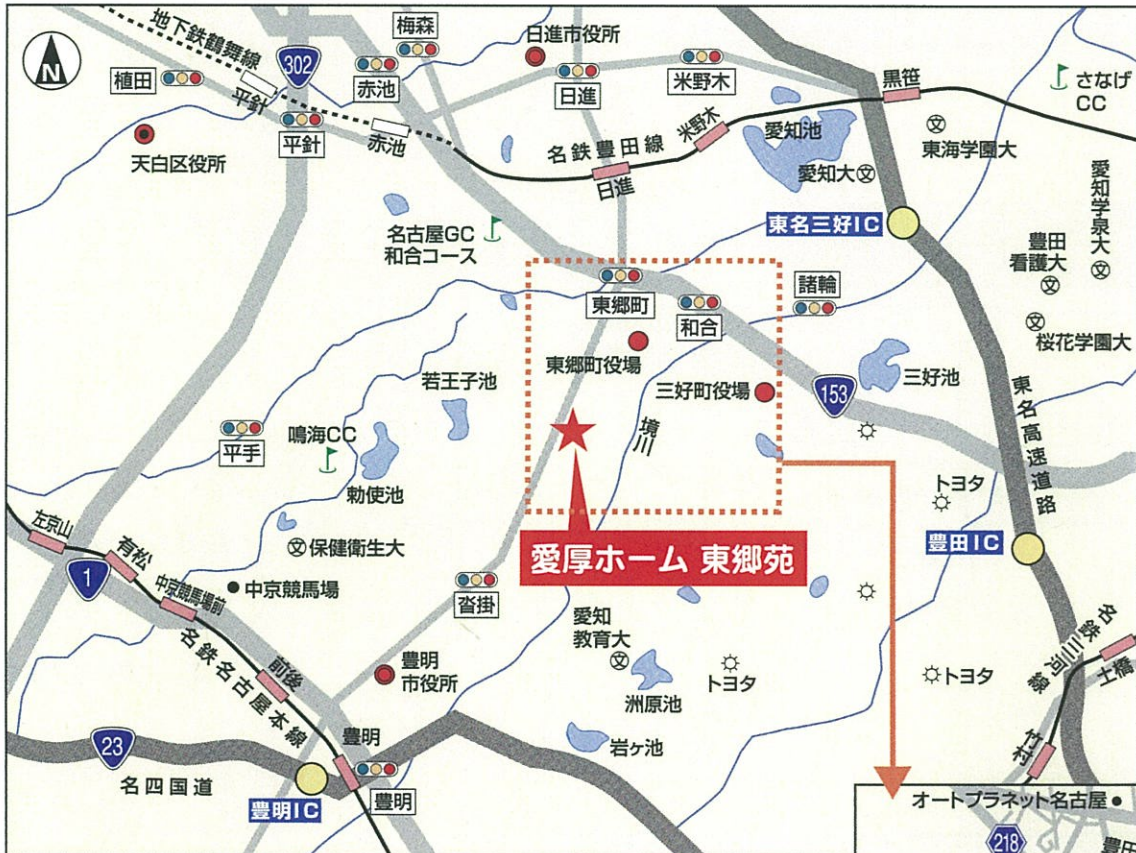 N
地下鉄鶴舞線
302
梅森
日進市役所
植田
平針
赤池
日進
米野木
黒笹
さなげ
CC
天白区役所
平針
赤池
名鉄豊田線
日進
米野木
愛知池
愛知大
東海学園大
愛知学泉大
名古屋GC
和合コース
東名三好IC
豊田
看護大
東郷町
和合
諸輪
桜花学園大
東郷町役場
三好町役場
三好池
153
若王子池
境川
東名高速道路
平手
鳴海CC
勅使池
トヨタ
左京山
有松
保健衛生大
愛厚ホーム 東郷苑
豊田IC
1
中京競馬場前
中京競馬場
沓掛
愛知
教育大
名鉄名古屋本線
前後
豊明
市役所
洲原池
トヨタ
トヨタ
名鉄三河線
土橋
23
豊明
岩ヶ池
竹村
名四国道
豊明IC
豊明
オートプラネット名古屋
218
豊田